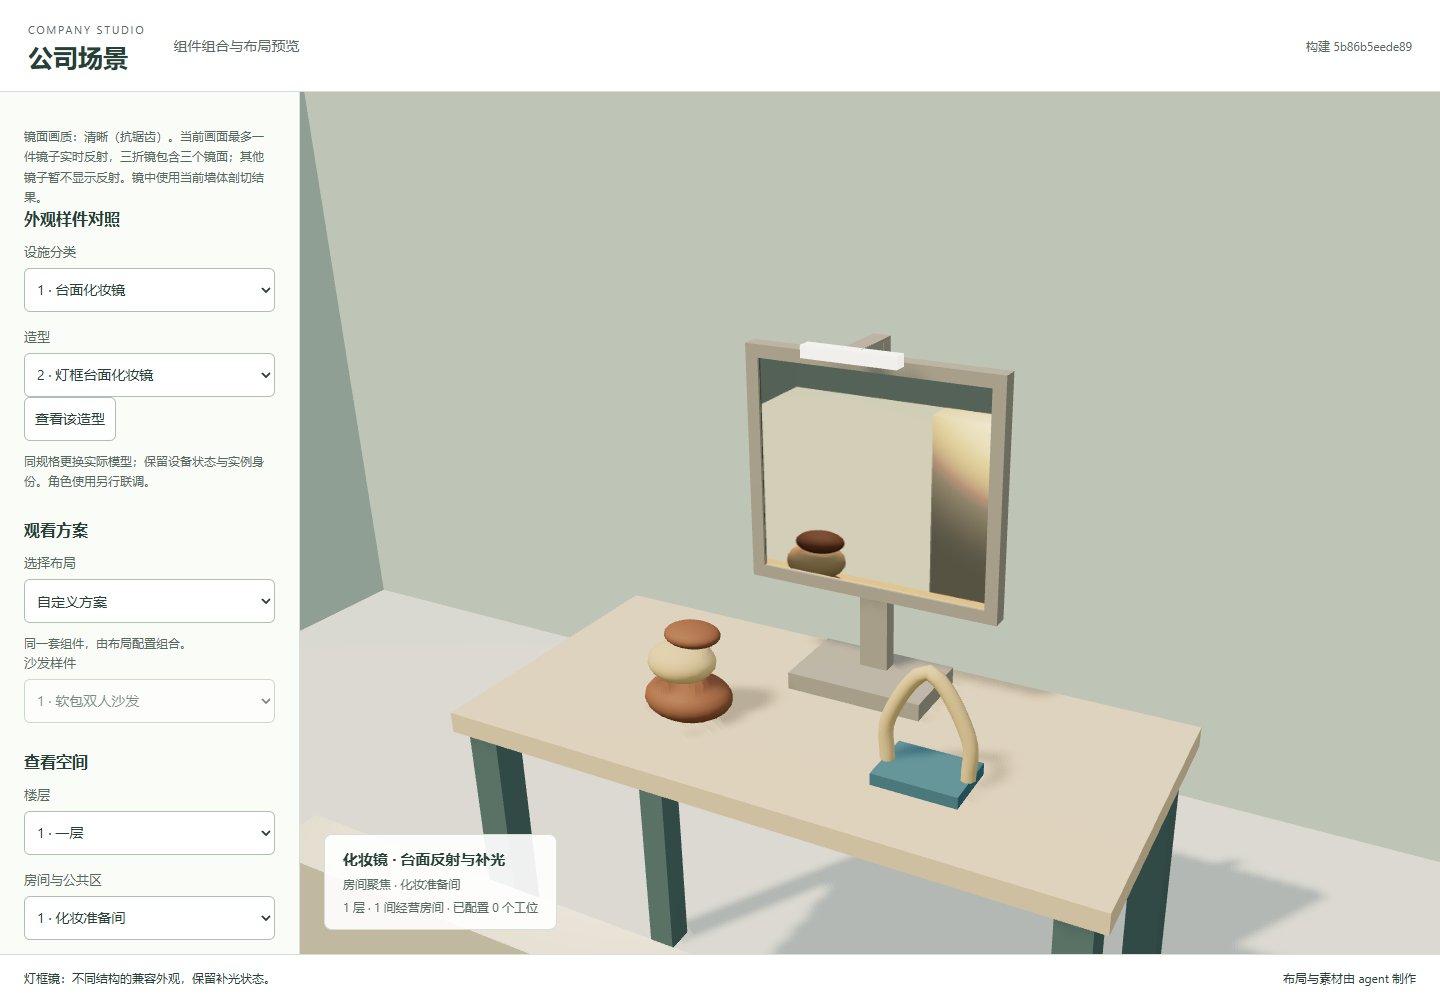 COMPANY STUDIO
公司场景
组件组合与布局预览
构建 5b86b5eede89
镜面画质：清晰（抗锯齿）。当前画面最多一
件镜子实时反射，三折镜包含三个镜面；其他
镜子暂不显示反射。镜中使用当前墙体剖切结
果。
外观样件对照
设施分类
1 · 台面化妆镜
造型
2 · 灯框台面化妆镜
查看该造型
同规格更换实际模型；保留设备状态与实例身
份。角色使用另行联调。
观看方案
选择布局
自定义方案
同一套组件，由布局配置组合。
沙发样件
1 · 软包双人沙发
查看空间
楼层
1 · 一层
房间与公共区
1 · 化妆准备间
化妆镜 · 台面反射与补光
房间聚焦 · 化妆准备间
1 层 · 1 间经营房间 · 已配置 0 个工位
灯框镜：不同结构的兼容外观，保留补光状态。
布局与素材由 agent 制作